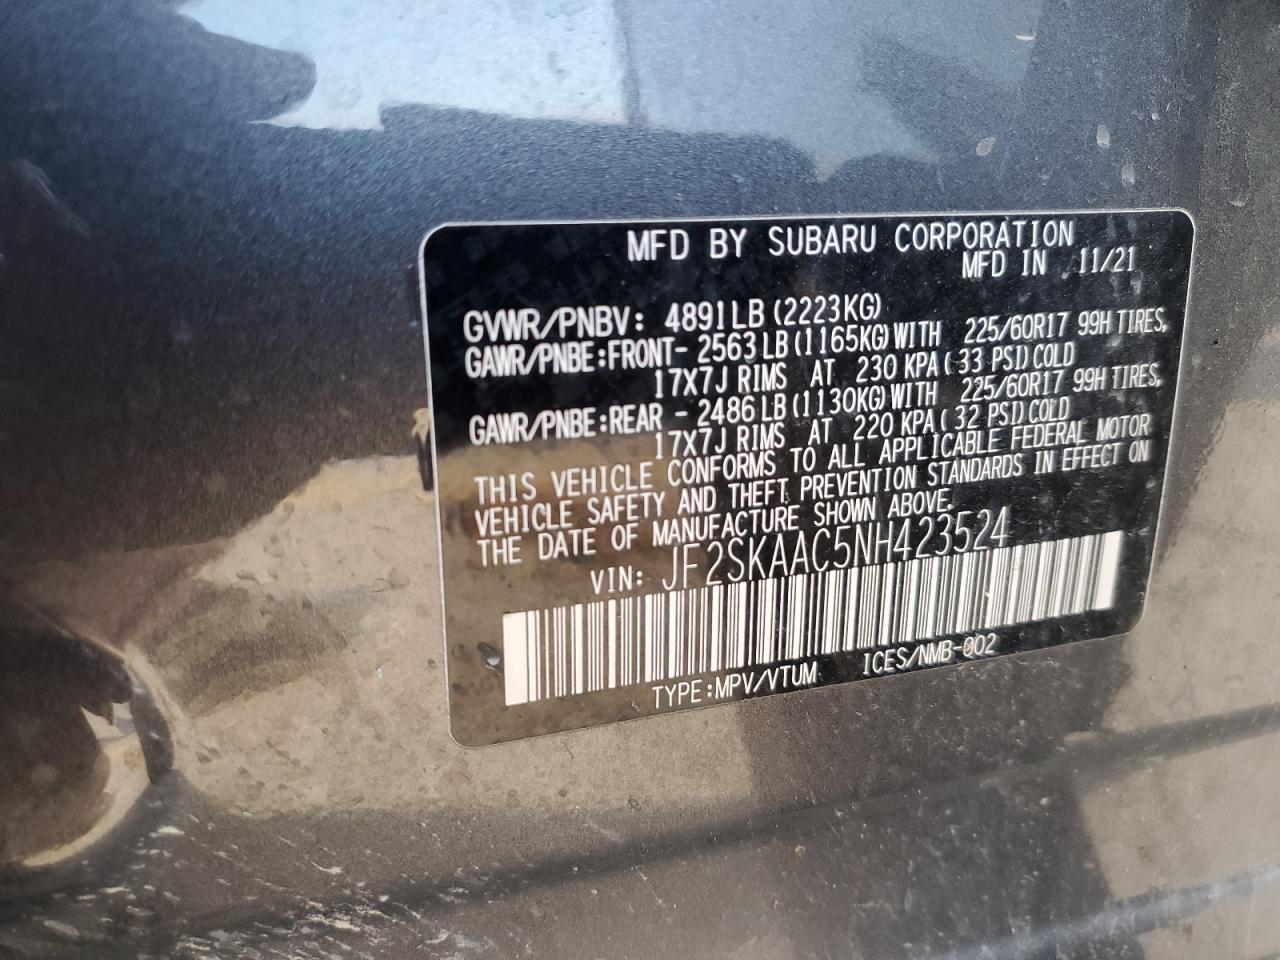 MFD BY SUBARU CORPORATION
MFD IN 11/21
GVWR/PNBV: 4891LB (2223KG)
GAWR/PNBE:FRONT- 2563LB(1165KG)WITH 225/60R17 99H TIRES,
17X7J RIMS AT 230 KPA(33 PSI)COLD
GAWR/PNBE:REAR - 2486LB(1130KG)WITH 225/60R17 99H TIRES,
17X7J RIMS AT 220 KPA(32 PSI)COLD
THIS VEHICLE CONFORMS TO ALL APPLICABLE FEDERAL MOTOR
VEHICLE SAFETY AND THEFT PREVENTION STANDARDS IN EFFECT ON
THE DATE OF MANUFACTURE SHOWN ABOVE.
VIN: JF2SKAAC5NH423524
TYPE:MPV/VTUM ICES/NMB-002